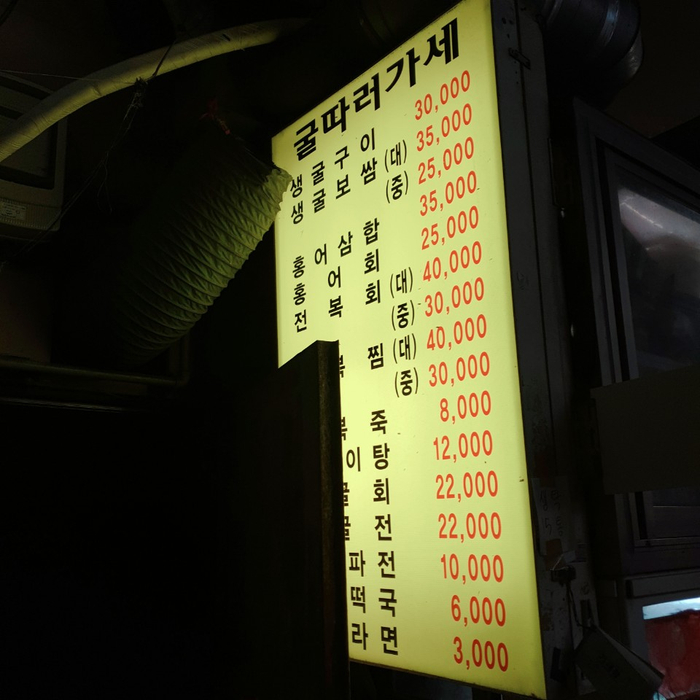 굴따러가세
생굴구이 30,000
생굴보쌈 (대) 35,000
(중) 25,000
홍어삼합 35,000
홍어회 25,000
전복회 (대) 40,000
(중) 30,000
찜 (대) 40,000
(중) 30,000
죽 8,000
이탕 12,000
회 22,000
전 22,000
파전 10,000
떡국 6,000
라면 3,000